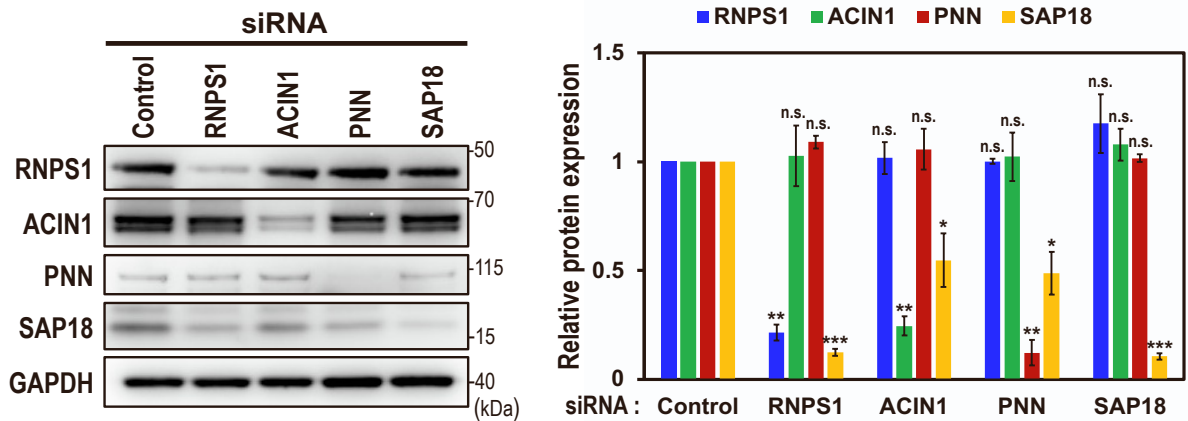 siRNA
Control
RNPS1
ACIN1
PNN
SAP18
RNPS1
-50
ACIN1
-70
PNN
-115
SAP18
-15
GAPDH
-40
(kDa)
RNPS1 ACIN1 PNN SAP18
Relative protein expression
1.5
1
0.5
0
** n.s. n.s. ***
n.s. ** n.s. *
n.s. n.s. ** *
n.s. n.s. n.s. ***
siRNA : Control RNPS1 ACIN1 PNN SAP18